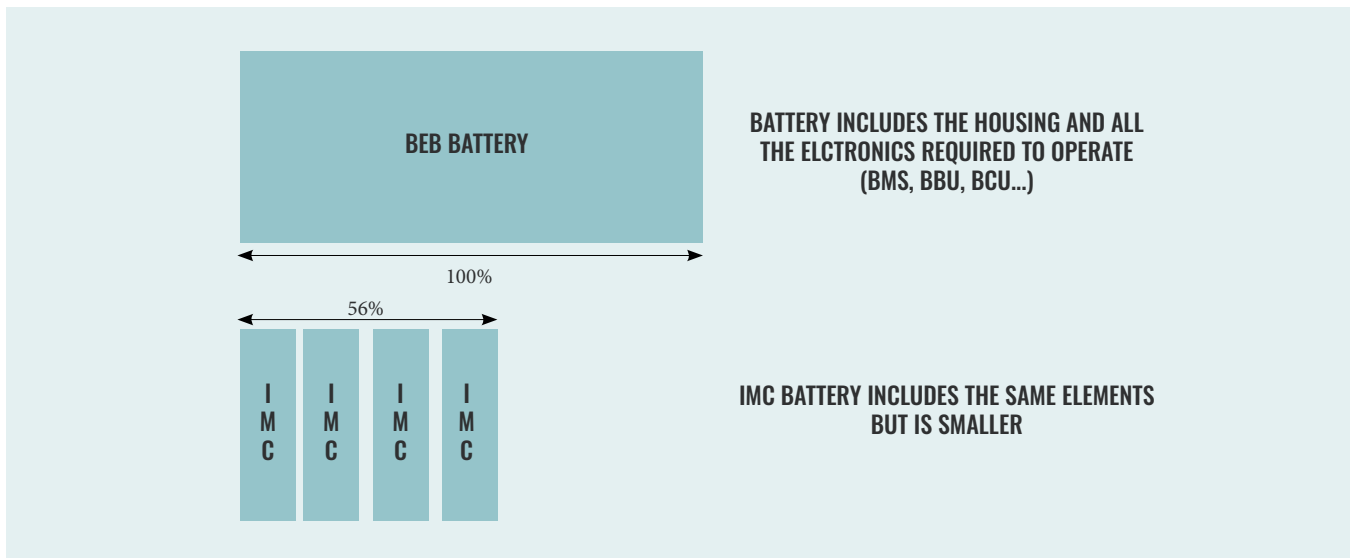 BEB BATTERY
BATTERY INCLUDES THE HOUSING AND ALL
THE ELCTRONICS REQUIRED TO OPERATE
(BMS, BBU, BCU...)
100%
56%
I
M
C
I
M
C
I
M
C
I
M
C
IMC BATTERY INCLUDES THE SAME ELEMENTS
BUT IS SMALLER